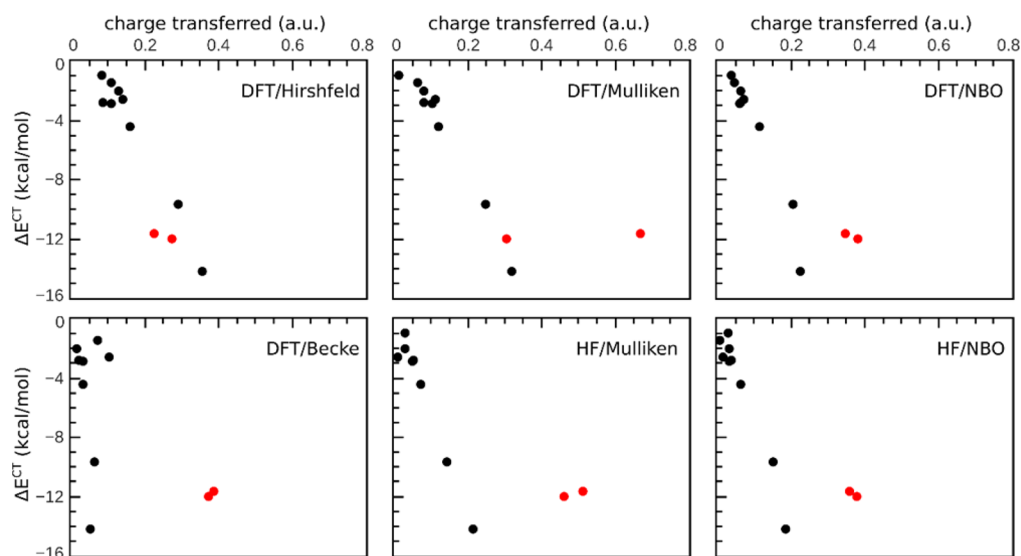 charge transferred (a.u.) charge transferred (a.u.) charge transferred (a.u.)
0 0.2 0.4 0.6 0.8 0 0.2 0.4 0.6 0.8 0 0.2 0.4 0.6 0.8
0
DFT/Hirshfeld DFT/Mulliken DFT/NBO
−4
ΔE^CT (kcal/mol)
−8
−12
−16
0
DFT/Becke HF/Mulliken HF/NBO
−4
ΔE^CT (kcal/mol)
−8
−12
−16